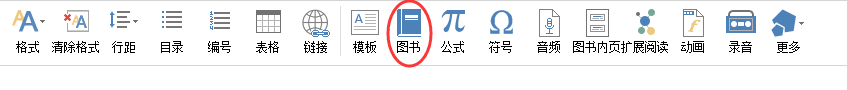 格式 清除格式 行距 目录 编号 表格 链接 模板 图书 公式 符号 音频 图书内页 扩展阅读 动画 录音 更多